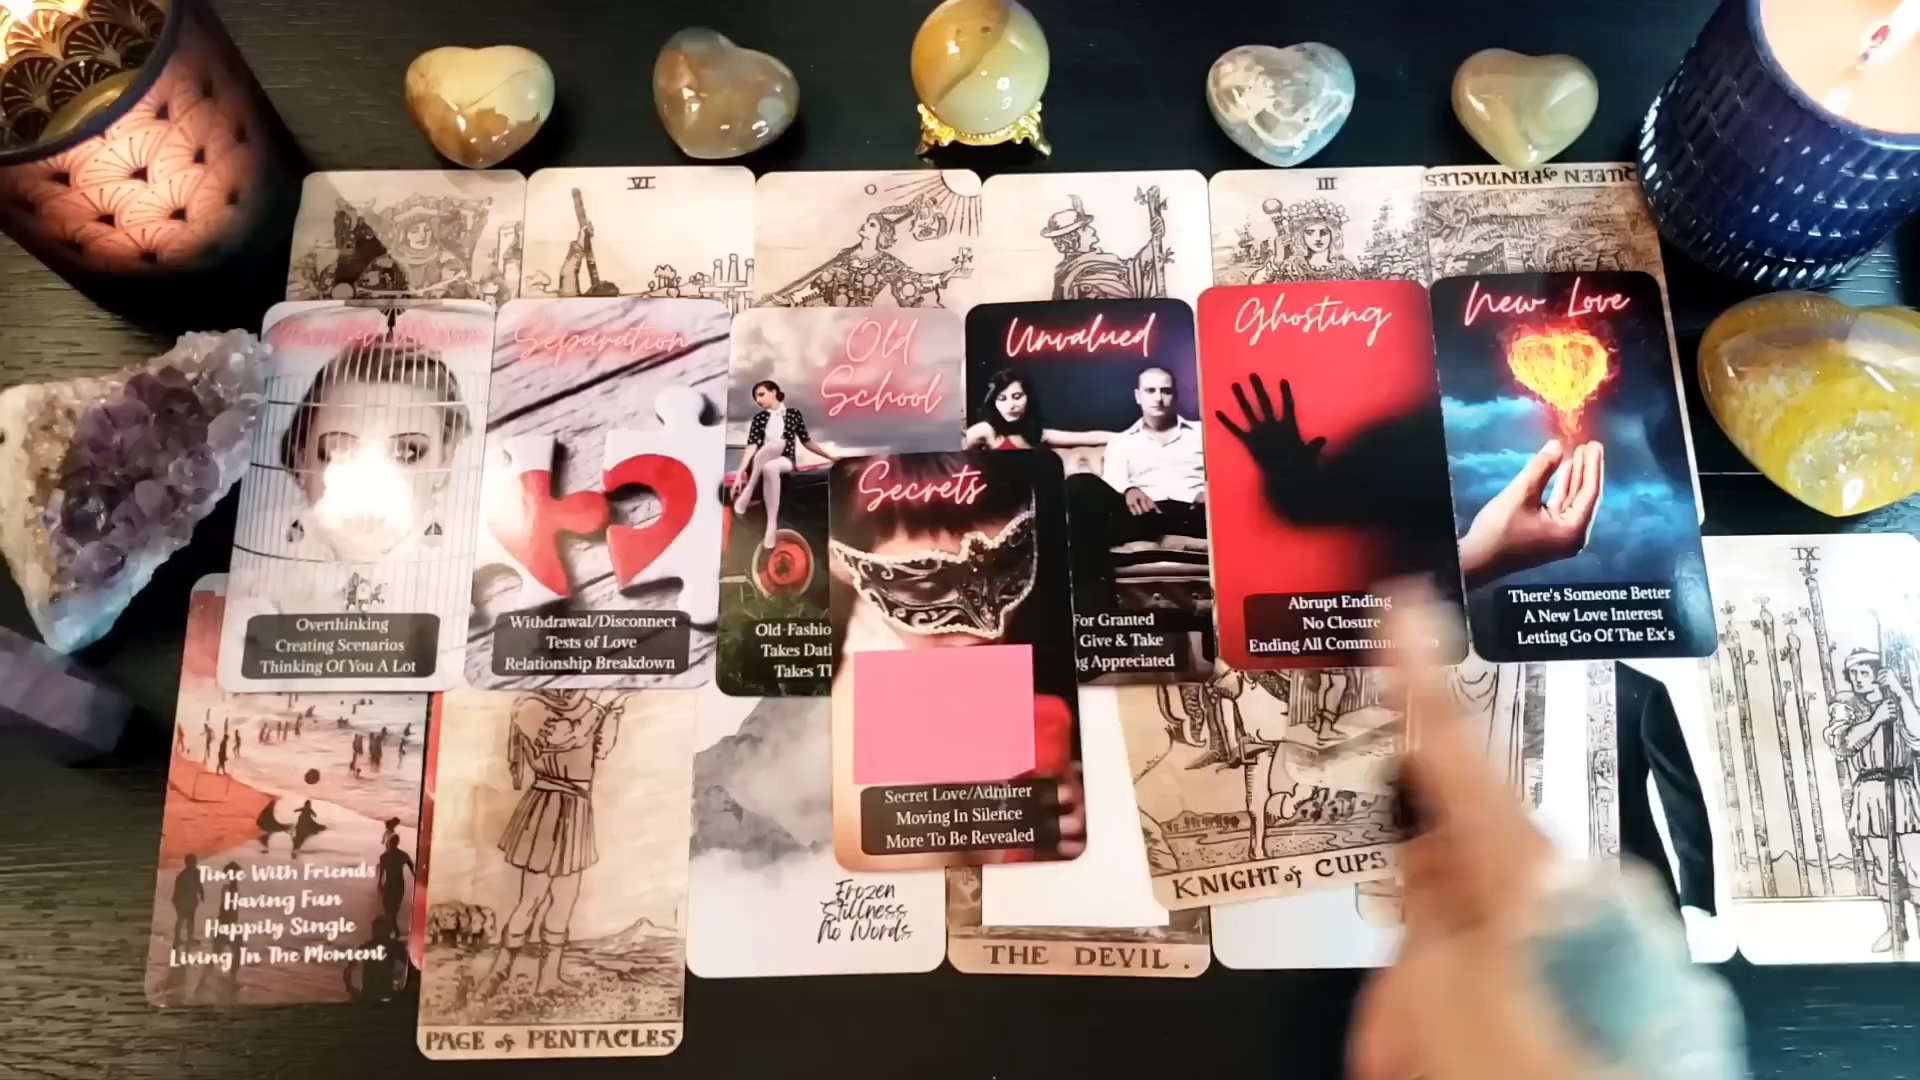 VI
III
QUEEN of PENTACLES
Separation
Old
School
Unvalued
Ghosting
New Love
Secrets
IX
Overthinking
Creating Scenarios
Thinking Of You A Lot
Withdrawal/Disconnect
Tests of Love
Relationship Breakdown
Takes
For Granted
Give & Take
Appreciated
Abrupt Ending
No Closure
Ending All
There's Someone Better
A New Love Interest
Letting Go Of The Ex's
Secret Love/Admirer
Moving In Silence
More To Be Revealed
Time With Friends
Having Fun
Happily Single
Living In The Moment
Frozen
Stillness
No Words
KNIGHT of CUPS
THE DEVIL.
PAGE of PENTACLES